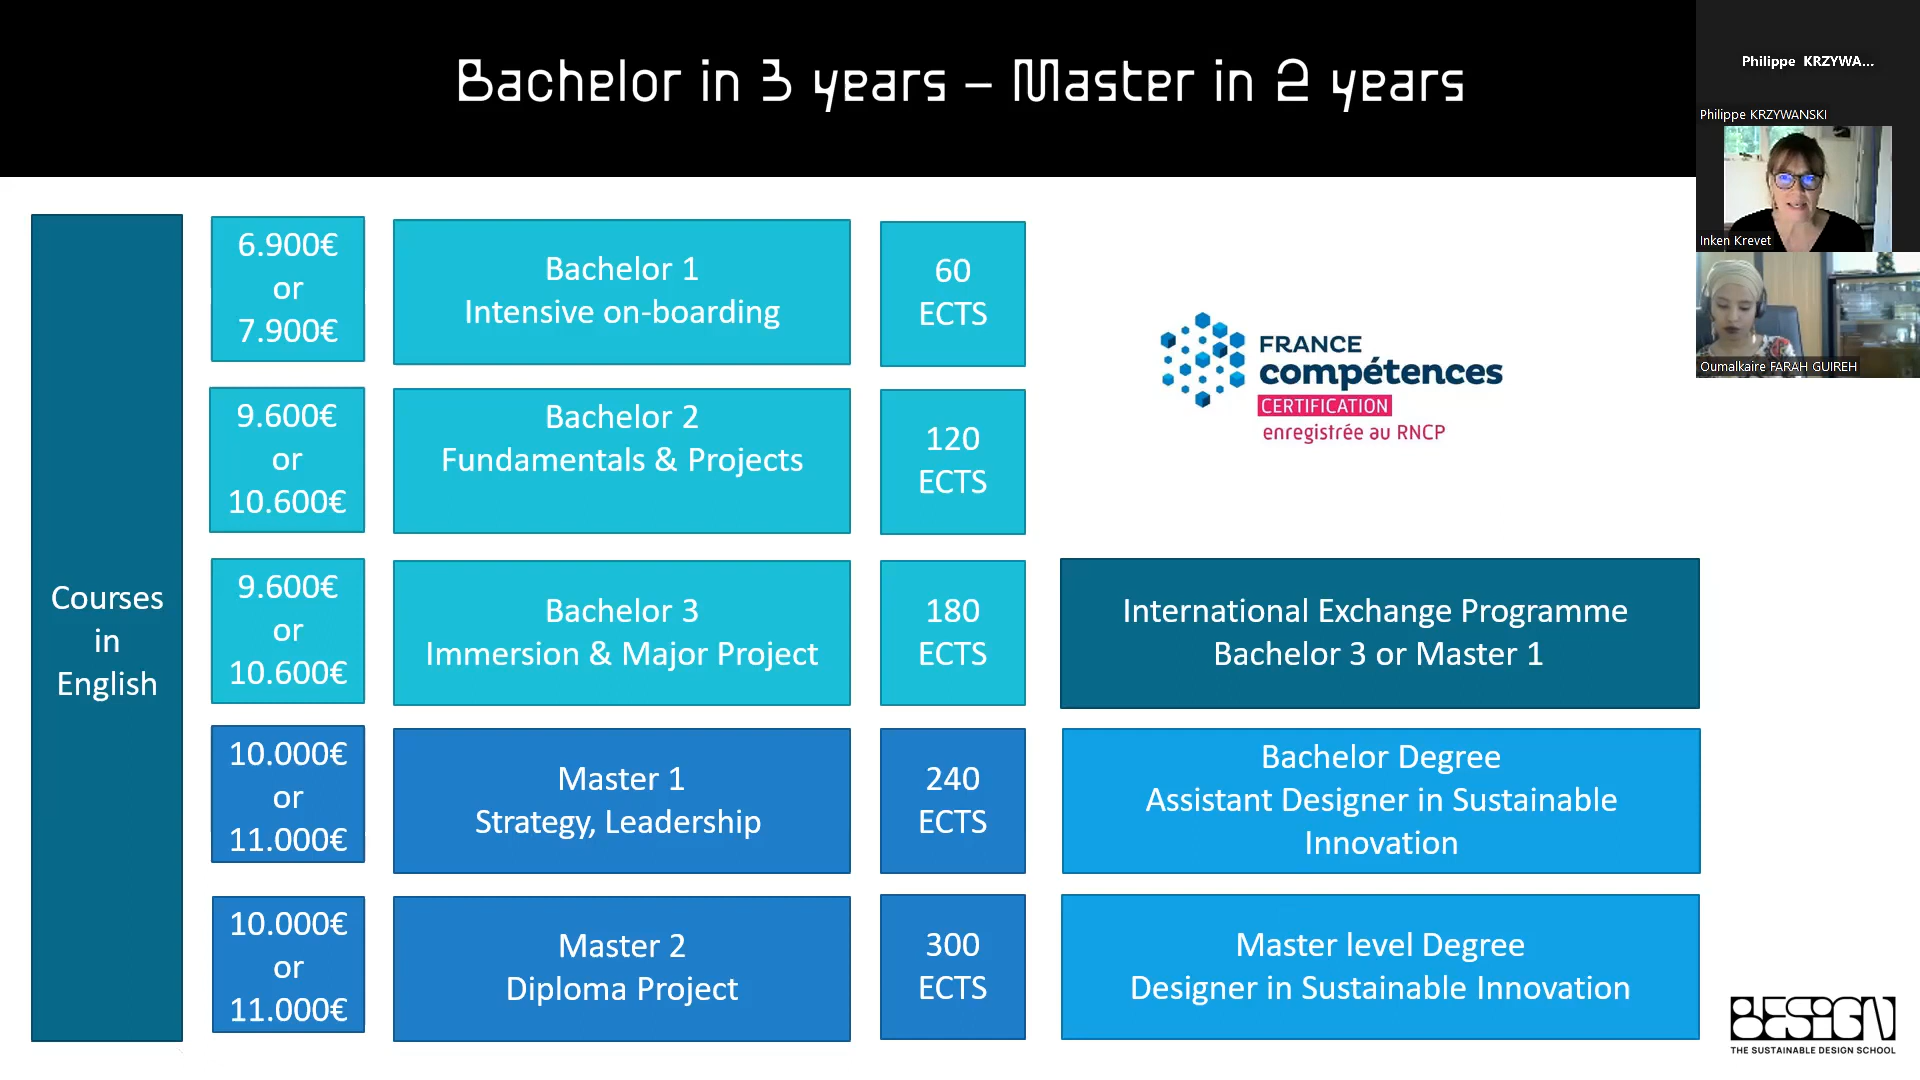 Bachelor in 3 years – Master in 2 years
Philippe KRZYWA...
Philippe KRZYWANSKI
Inken Krevet
Oumalkaire FARAH GUIREH
Courses
in
English
6.900€
or
7.900€
Bachelor 1
Intensive on-boarding
60
ECTS
FRANCE
compétences
CERTIFICATION
enregistrée au RNCP
9.600€
or
10.600€
Bachelor 2
Fundamentals & Projects
120
ECTS
9.600€
or
10.600€
Bachelor 3
Immersion & Major Project
180
ECTS
International Exchange Programme
Bachelor 3 or Master 1
10.000€
or
11.000€
Master 1
Strategy, Leadership
240
ECTS
Bachelor Degree
Assistant Designer in Sustainable
Innovation
10.000€
or
11.000€
Master 2
Diploma Project
300
ECTS
Master level Degree
Designer in Sustainable Innovation
BESIGN
THE SUSTAINABLE DESIGN SCHOOL